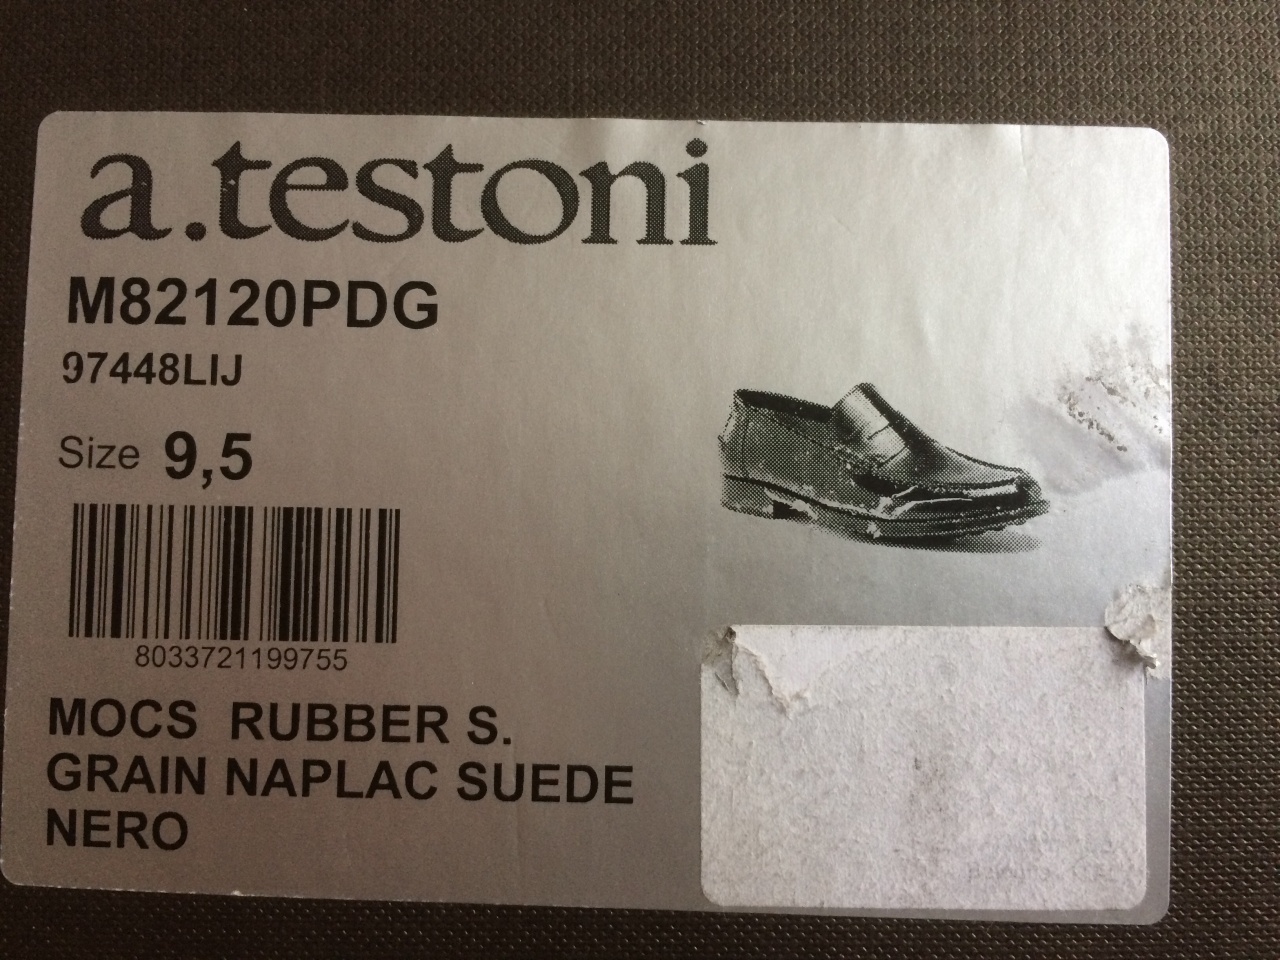 a.testoni
M82120PDG
97448LIJ
Size 9,5
8033721199755
MOCS RUBBER S.
GRAIN NAPLAC SUEDE
NERO